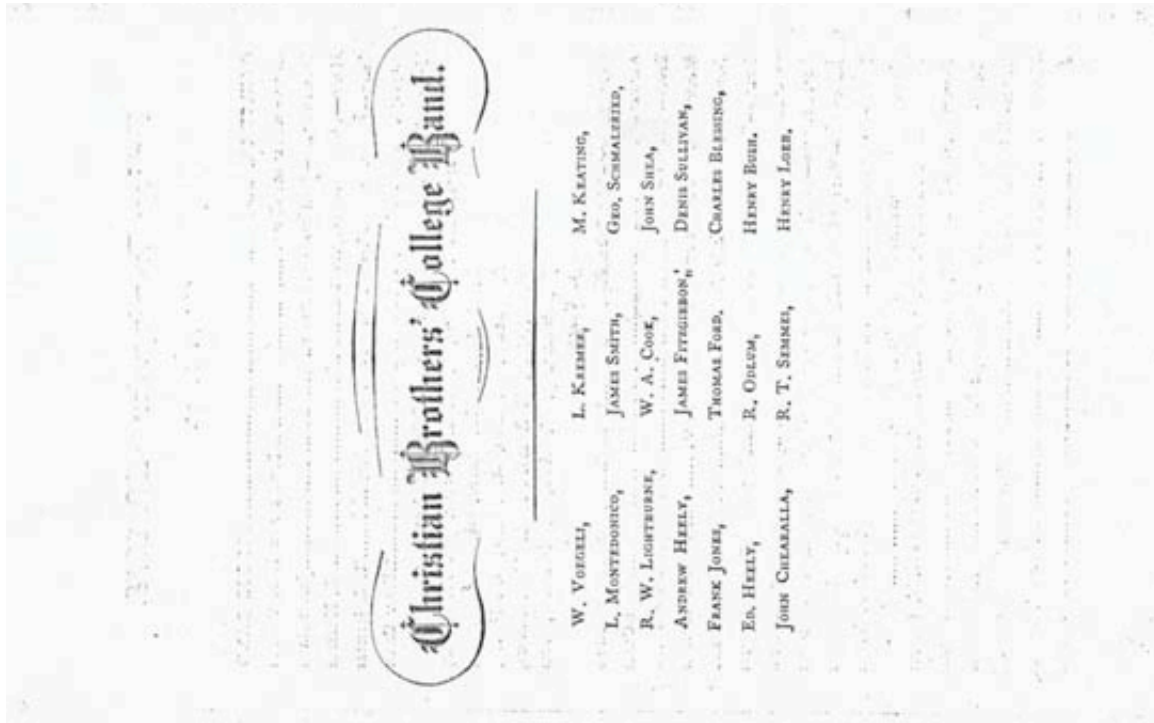 Christian Brothers' College Band.
W. Voegeli, L. Kremer, M. Keating,
L. Montedonico, James Smith, Geo. Schmalzried,
R. W. Lightburne, W. A. Cook, John Shea,
Andrew Heely, James Fitzgibbon, Denis Sullivan,
Frank Jones, Thomas Ford. Charles Blessing,
Ed. Heely, R. Odlum, Henry Bush.
John Chearalla, R. T. Semmes, Henry Loeb,